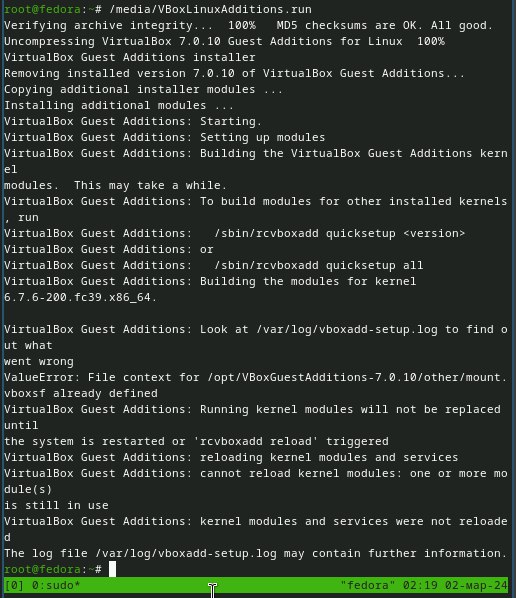 root@fedora:~# /media/VBoxLinuxAdditions.run
Verifying archive integrity...  100%   MD5 checksums are OK. All good.
Uncompressing VirtualBox 7.0.10 Guest Additions for Linux  100%
VirtualBox Guest Additions installer
Removing installed version 7.0.10 of VirtualBox Guest Additions...
Copying additional installer modules ...
Installing additional modules ...
VirtualBox Guest Additions: Starting.
VirtualBox Guest Additions: Setting up modules
VirtualBox Guest Additions: Building the VirtualBox Guest Additions kern
el
modules.  This may take a while.
VirtualBox Guest Additions: To build modules for other installed kernels
, run
VirtualBox Guest Additions:   /sbin/rcvboxadd quicksetup <version>
VirtualBox Guest Additions: or
VirtualBox Guest Additions:   /sbin/rcvboxadd quicksetup all
VirtualBox Guest Additions: Building the modules for kernel
6.7.6-200.fc39.x86_64.

VirtualBox Guest Additions: Look at /var/log/vboxadd-setup.log to find o
ut what
went wrong
ValueError: File context for /opt/VBoxGuestAdditions-7.0.10/other/mount.
vboxsf already defined
VirtualBox Guest Additions: Running kernel modules will not be replaced
until
the system is restarted or 'rcvboxadd reload' triggered
VirtualBox Guest Additions: reloading kernel modules and services
VirtualBox Guest Additions: cannot reload kernel modules: one or more mo
dule(s)
is still in use
VirtualBox Guest Additions: kernel modules and services were not reloade
d
The log file /var/log/vboxadd-setup.log may contain further information.
root@fedora:~#
[0] 0:sudo* "fedora" 02:19 02-мар-24